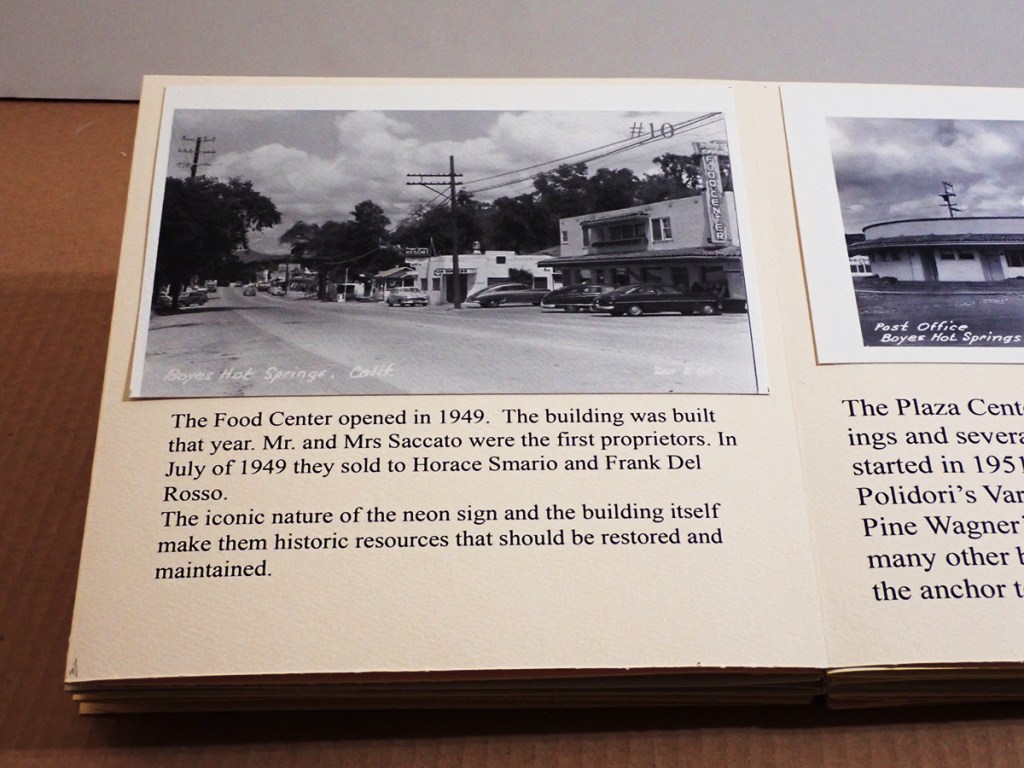 #10
FOOD CENTER
RESORT
Boyes Hot Springs. Calif.
The Food Center opened in 1949.  The building was built
that year. Mr. and Mrs Saccato were the first proprietors. In
July of 1949 they sold to Horace Smario and Frank Del
Rosso.
The iconic nature of the neon sign and the building itself
make them historic resources that should be restored and
maintained.
Post Office
Boyes Hot Springs
The Plaza Cent
ings and severa
started in 1951
Polidori's Var
Pine Wagner'
many other b
the anchor t